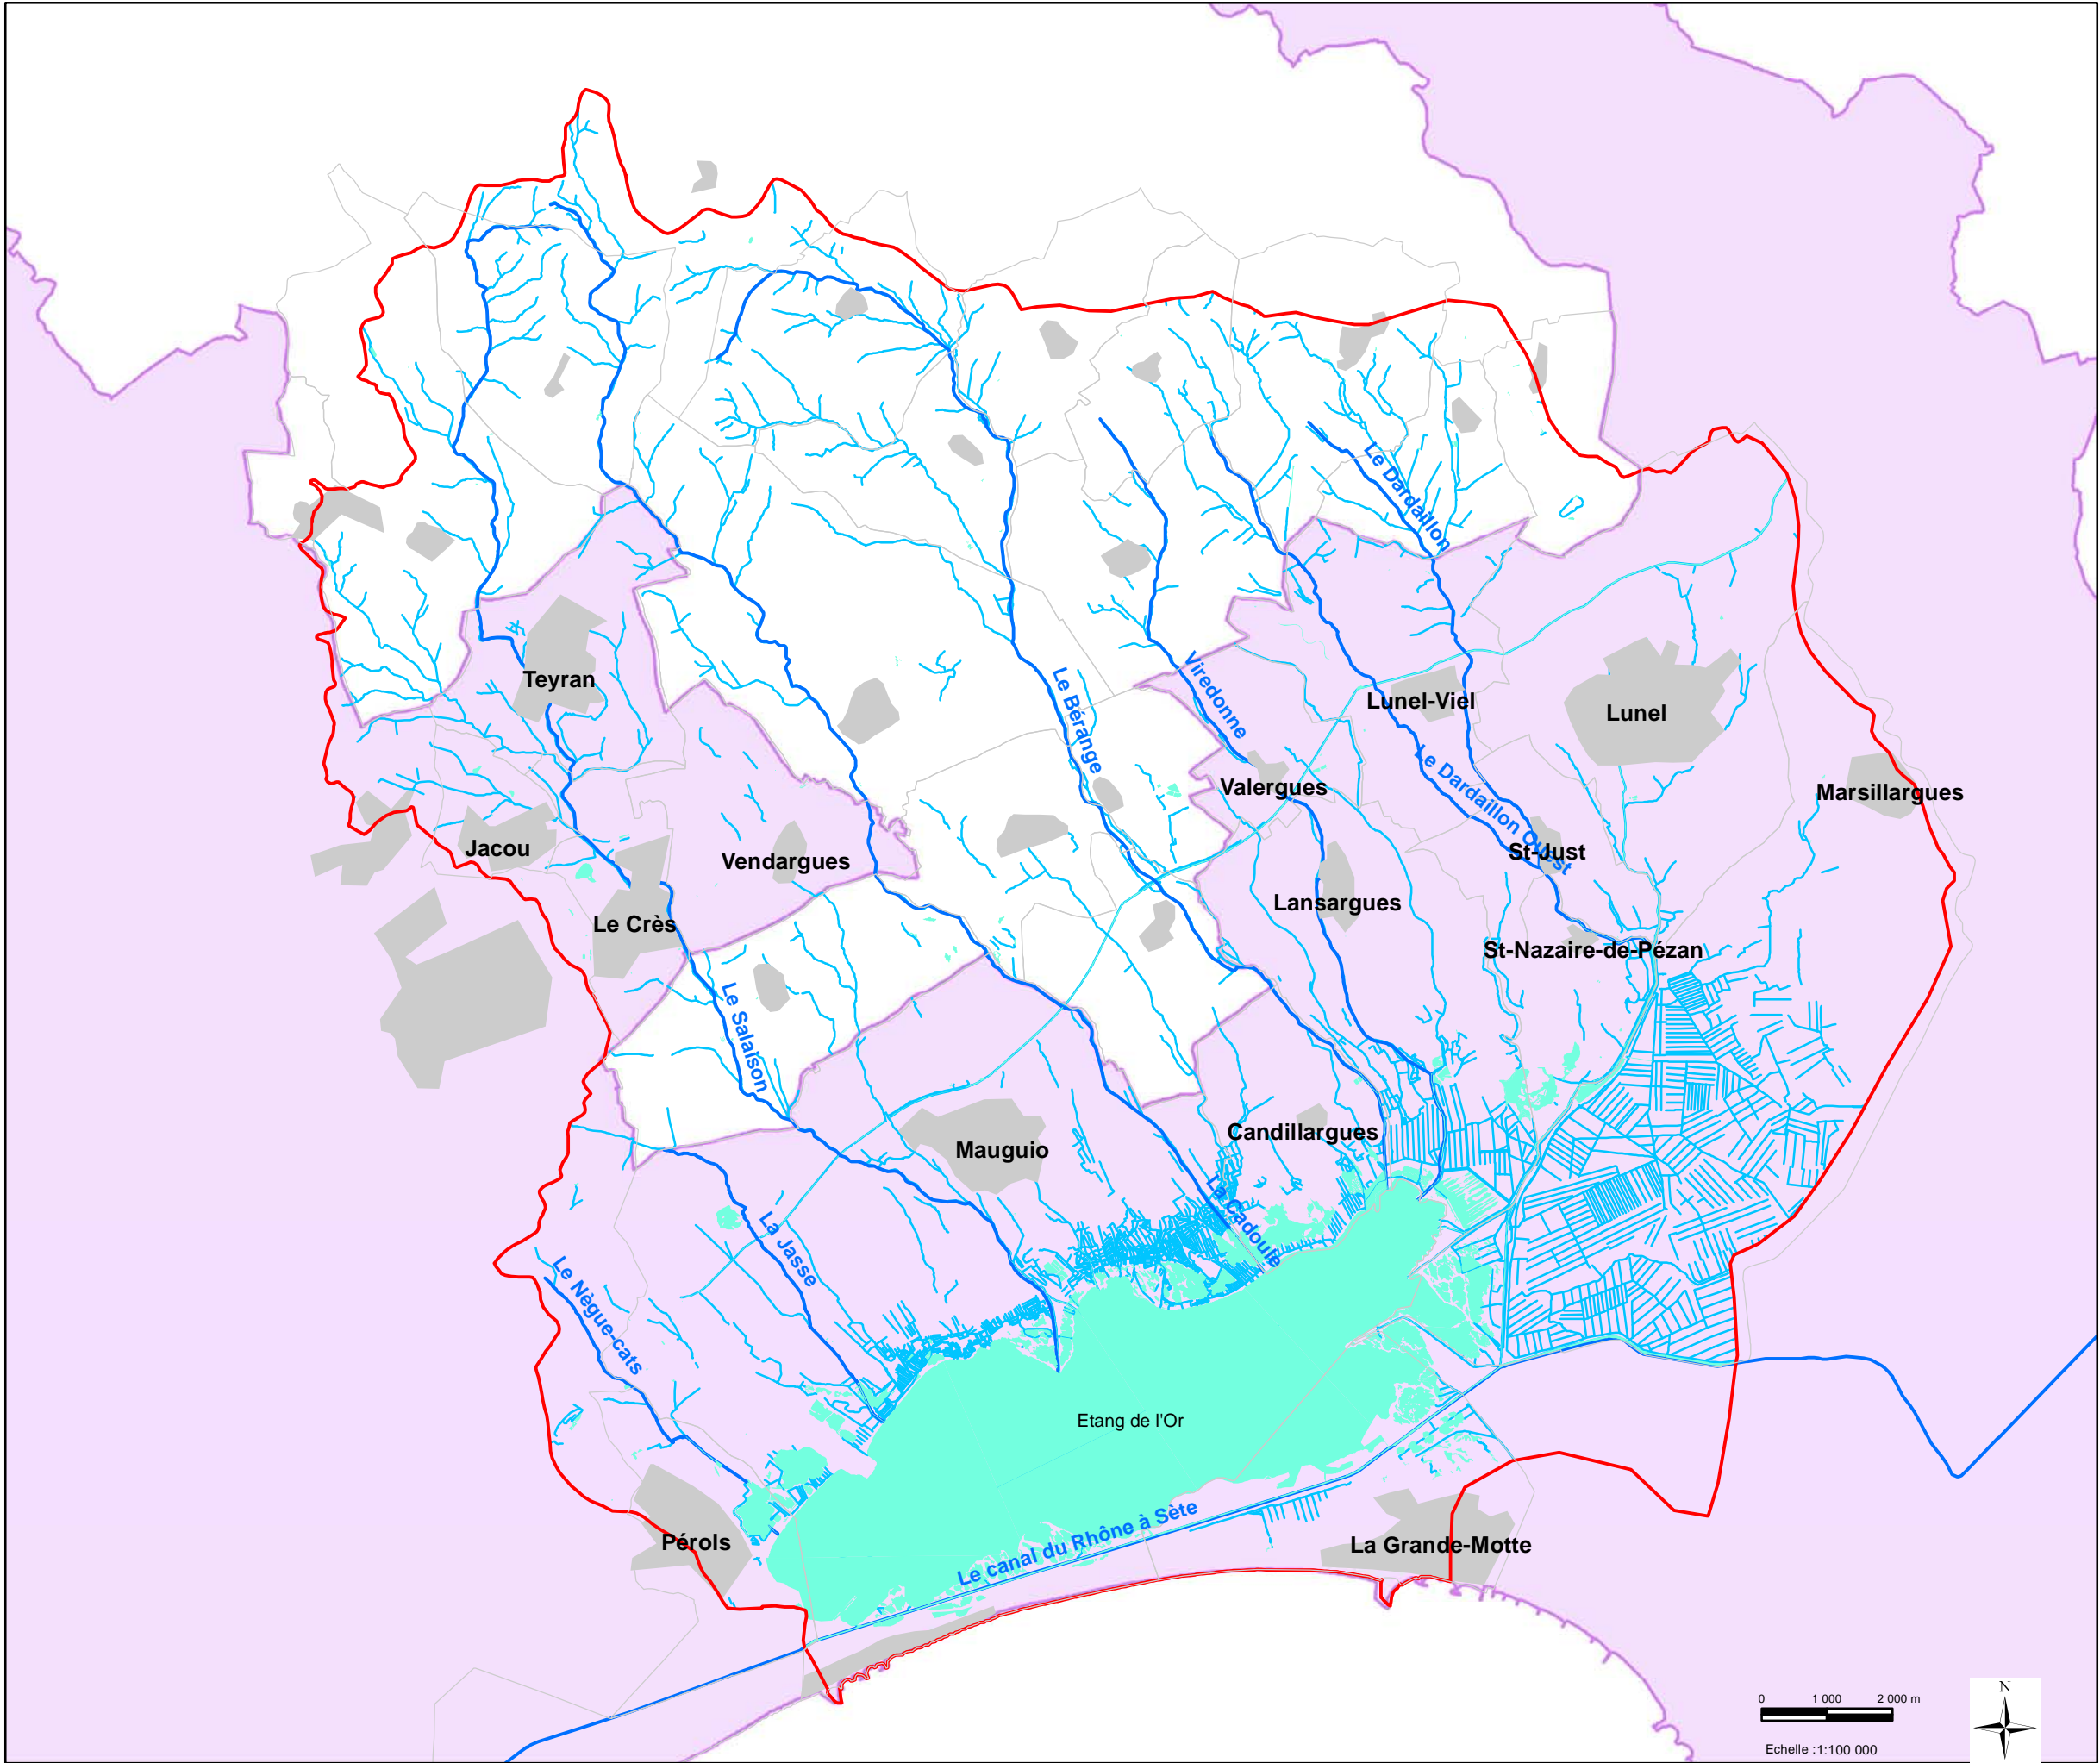 Le Dardaillon
Teyran
Le Bérange
Viredonne
Lunel-Viel
Lunel
Valergues
Le Dardaillon Ouest
Marsillargues
Jacou
Vendargues
St-Just
Le Crès
Lansargues
St-Nazaire-de-Pézan
Le Salaison
Mauguio
Candillargues
La Cadoule
La Jasse
Le Nègue-cats
Etang de l'Or
Pérols
Le canal du Rhône à Sète
La Grande-Motte
0 1 000 2 000 m
Echelle :1:100 000
N